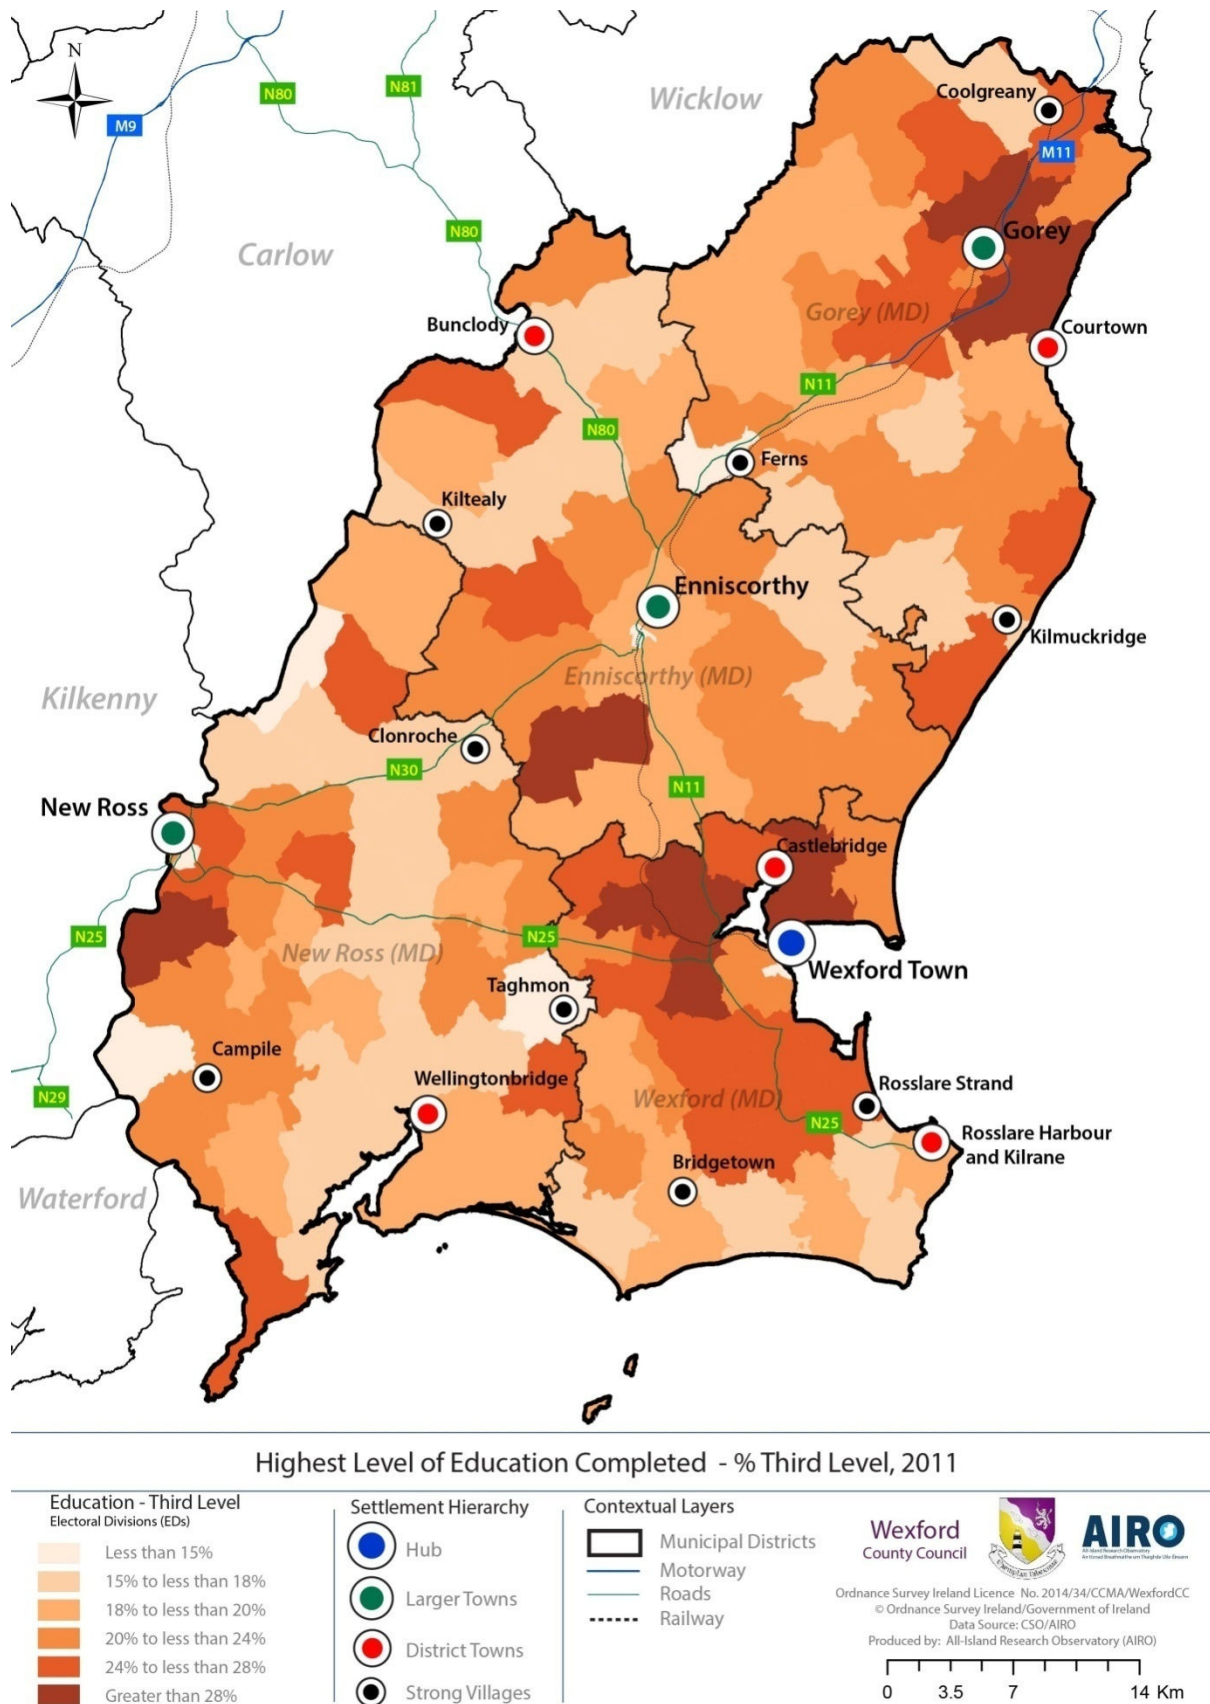 N
N80
N81
Wicklow
Coolgreany
M9
M11
N80
Gorey
Carlow
Gorey (MD)
Bunclody
Courtown
N11
N80
Ferns
Kiltealy
Enniscorthy
Kilmuckridge
Enniscorthy (MD)
Kilkenny
Clonroche
N30
N11
New Ross
Castlebridge
N25
N25
New Ross (MD)
Wexford Town
Taghmon
Campile
Wellingtonbridge
Rosslare Strand
N29
Wexford (MD)
N25
Rosslare Harbour
and Kilrane
Bridgetown
Waterford
Highest Level of Education Completed - % Third Level, 2011
Education - Third Level
Electoral Divisions (EDs)
Less than 15%
15% to less than 18%
18% to less than 20%
20% to less than 24%
24% to less than 28%
Greater than 28%
Settlement Hierarchy
Hub
Larger Towns
District Towns
Strong Villages
Contextual Layers
Municipal Districts
Motorway
Roads
Railway
Wexford
County Council
AIRO
All-Island Research Observatory
Ordnance Survey Ireland Licence No. 2014/34/CCMA/WexfordCC
© Ordnance Survey Ireland/Government of Ireland
Data Source: CSO/AIRO
Produced by: All-Island Research Observatory (AIRO)
0 3.5 7 14 Km